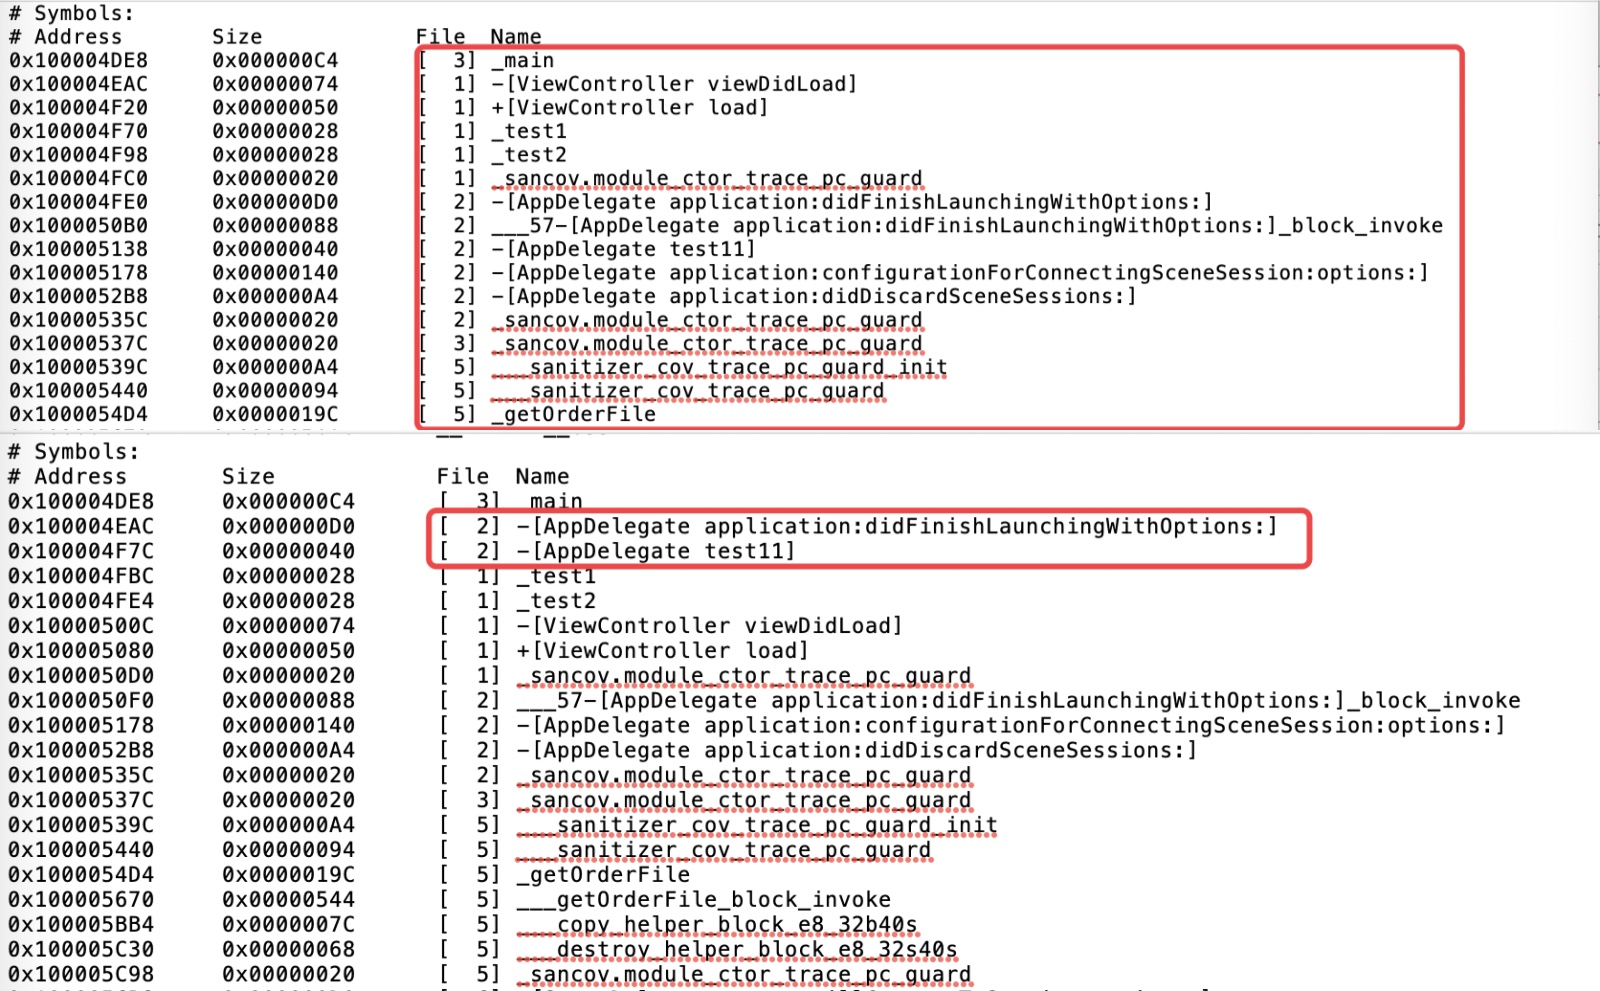 # Symbols:
# Address Size File Name
0x100004DE8 0x000000C4 [ 3] _main
0x100004EAC 0x00000074 [ 1] -[ViewController viewDidLoad]
0x100004F20 0x00000050 [ 1] +[ViewController load]
0x100004F70 0x00000028 [ 1] _test1
0x100004F98 0x00000028 [ 1] _test2
0x100004FC0 0x00000020 [ 1] _sancov.module_ctor_trace_pc_guard
0x100004FE0 0x000000D0 [ 2] -[AppDelegate application:didFinishLaunchingWithOptions:]
0x1000050B0 0x00000088 [ 2] ___57-[AppDelegate application:didFinishLaunchingWithOptions:]_block_invoke
0x100005138 0x00000040 [ 2] -[AppDelegate test11]
0x100005178 0x00000140 [ 2] -[AppDelegate application:configurationForConnectingSceneSession:options:]
0x1000052B8 0x000000A4 [ 2] -[AppDelegate application:didDiscardSceneSessions:]
0x10000535C 0x00000020 [ 2] _sancov.module_ctor_trace_pc_guard
0x10000537C 0x00000020 [ 3] _sancov.module_ctor_trace_pc_guard
0x10000539C 0x000000A4 [ 5] ___sanitizer_cov_trace_pc_guard_init
0x100005440 0x00000094 [ 5] ___sanitizer_cov_trace_pc_guard
0x1000054D4 0x0000019C [ 5] _getOrderFile
# Symbols:
# Address Size File Name
0x100004DE8 0x000000C4 [ 3] _main
0x100004EAC 0x000000D0 [ 2] -[AppDelegate application:didFinishLaunchingWithOptions:]
0x100004F7C 0x00000040 [ 2] -[AppDelegate test11]
0x100004FBC 0x00000028 [ 1] _test1
0x100004FE4 0x00000028 [ 1] _test2
0x10000500C 0x00000074 [ 1] -[ViewController viewDidLoad]
0x100005080 0x00000050 [ 1] +[ViewController load]
0x1000050D0 0x00000020 [ 1] _sancov.module_ctor_trace_pc_guard
0x1000050F0 0x00000088 [ 2] ___57-[AppDelegate application:didFinishLaunchingWithOptions:]_block_invoke
0x100005178 0x00000140 [ 2] -[AppDelegate application:configurationForConnectingSceneSession:options:]
0x1000052B8 0x000000A4 [ 2] -[AppDelegate application:didDiscardSceneSessions:]
0x10000535C 0x00000020 [ 2] _sancov.module_ctor_trace_pc_guard
0x10000537C 0x00000020 [ 3] _sancov.module_ctor_trace_pc_guard
0x10000539C 0x000000A4 [ 5] ___sanitizer_cov_trace_pc_guard_init
0x100005440 0x00000094 [ 5] ___sanitizer_cov_trace_pc_guard
0x1000054D4 0x0000019C [ 5] _getOrderFile
0x100005670 0x00000544 [ 5] ___getOrderFile_block_invoke
0x100005BB4 0x0000007C [ 5] ___copy_helper_block_e8_32b40s
0x100005C30 0x00000068 [ 5] ___destroy_helper_block_e8_32s40s
0x100005C98 0x00000020 [ 5] _sancov.module_ctor_trace_pc_guard